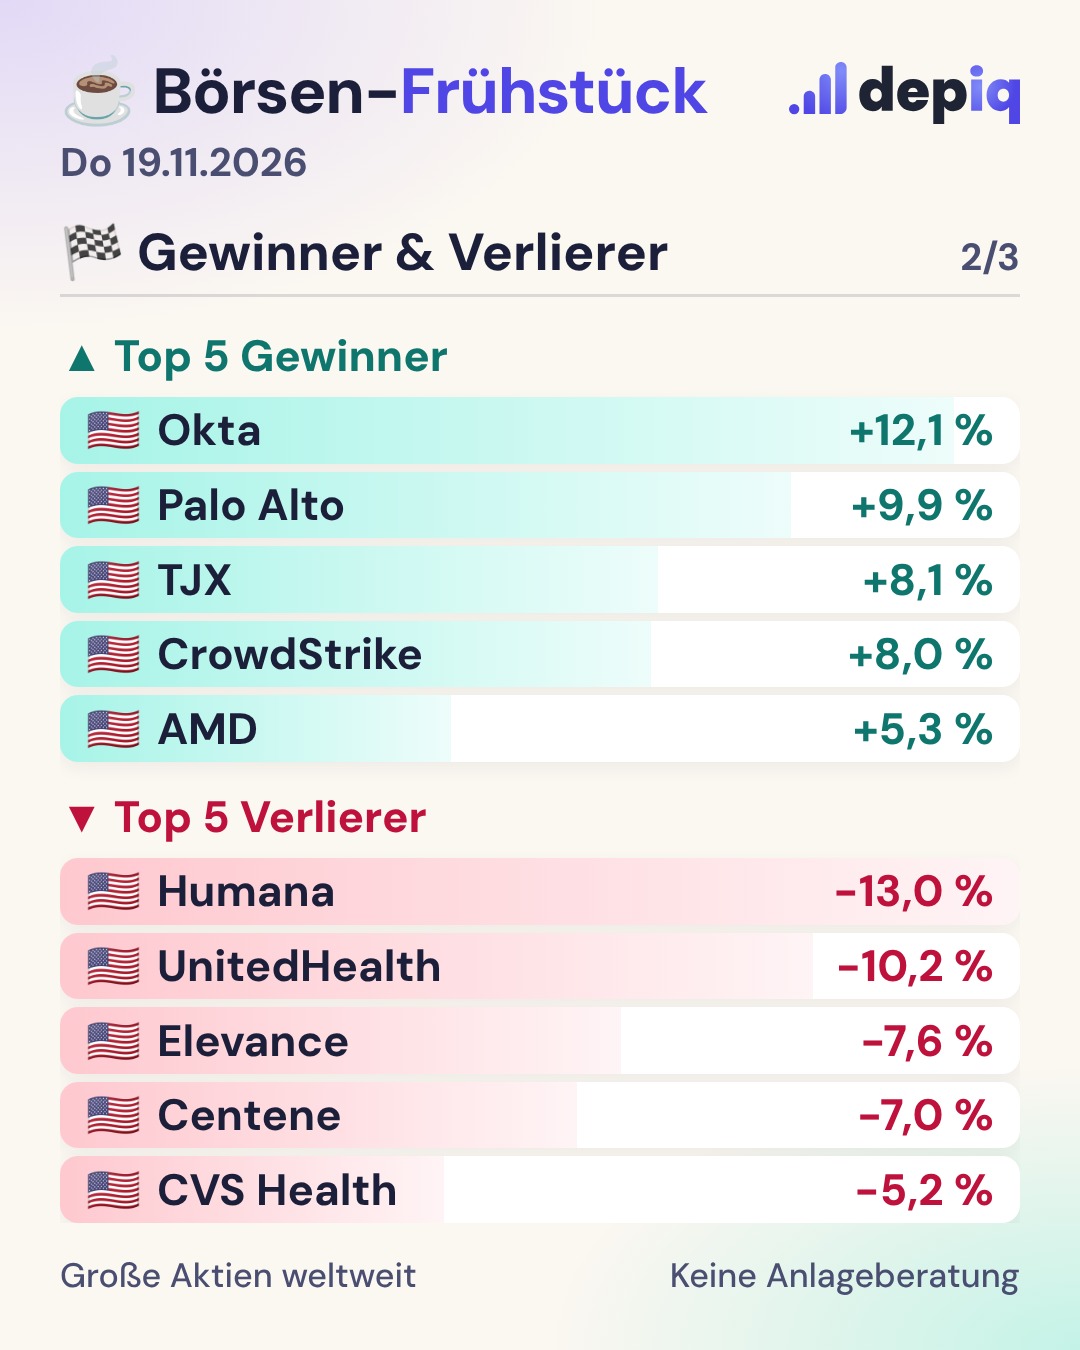 Börsen-Frühstück
depiq
Do 19.11.2026
Gewinner & Verlierer
2/3
▲ Top 5 Gewinner
Okta +12,1 %
Palo Alto +9,9 %
TJX +8,1 %
CrowdStrike +8,0 %
AMD +5,3 %
▼ Top 5 Verlierer
Humana −13,0 %
UnitedHealth −10,2 %
Elevance −7,6 %
Centene −7,0 %
CVS Health −5,2 %
Große Aktien weltweit
Keine Anlageberatung